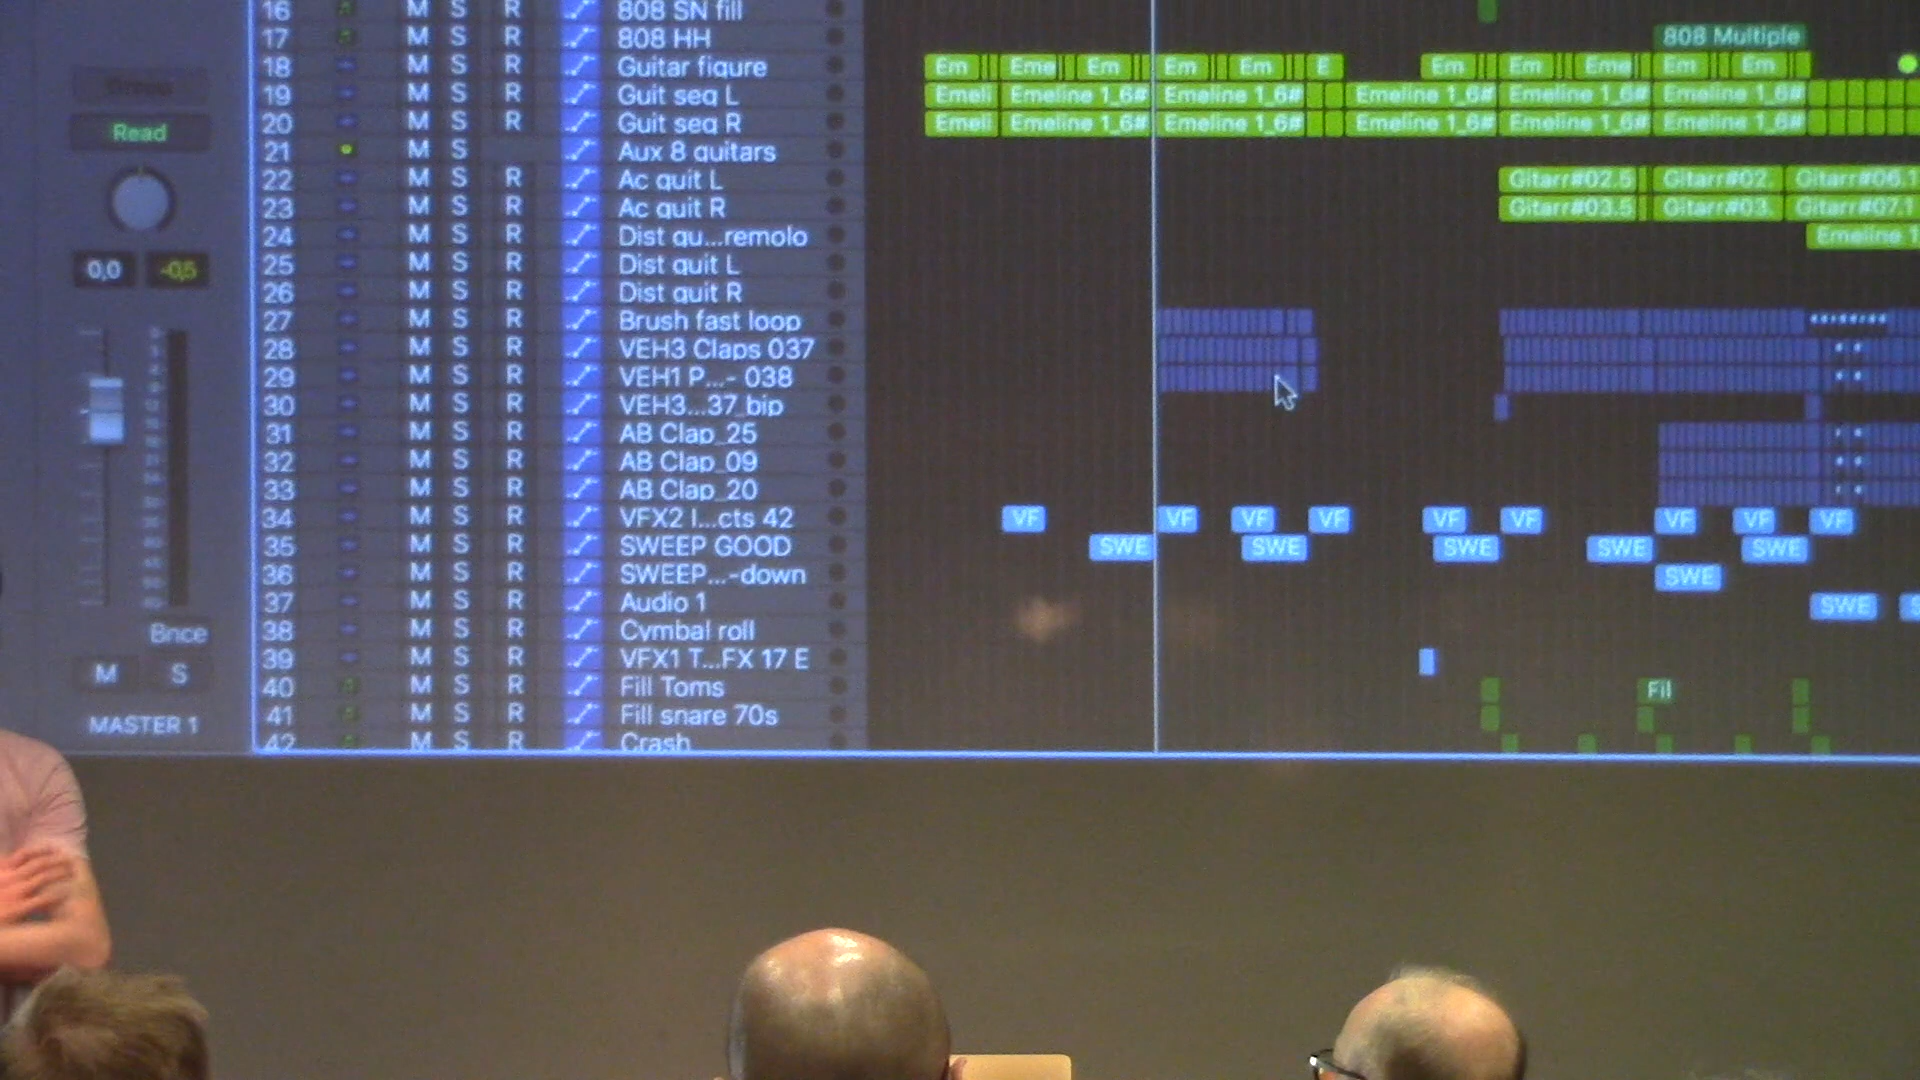 16 M S R 808 SN fill
17 M S R 808 HH 808 Multiple
18 M S R Guitar figure Em Eme Em Em Em E Em Em Eme Em Em
19 M S R Guit seq L Emeli Emeline 1_6# Emeline 1_6# Emeline 1_6# Emeline 1_6# Emeline 1_6#
Read 20 M S R Guit seq R Emeli Emeline 1_6# Emeline 1_6# Emeline 1_6# Emeline 1_6# Emeline 1_6#
21 M S Aux 8 guitars
22 M S R Ac guit L Gitarr#02.5 Gitarr#02. Gitarr#06.1
23 M S R Ac guit R Gitarr#03.5 Gitarr#03. Gitarr#07.1
24 M S R Dist gu...remolo Emeline 1
0,0 -0,5 25 M S R Dist guit L
26 M S R Dist guit R
27 M S R Brush fast loop
28 M S R VEH3 Claps 037
29 M S R VEH1 P...- 038
30 M S R VEH3...37_bip
31 M S R AB Clap_25
32 M S R AB Clap_09
33 M S R AB Clap_20
34 M S R VFX2 I...cts 42 VF VF VF VF VF VF VF VF VF
35 M S R SWEEP GOOD SWE SWE SWE SWE SWE
36 M S R SWEEP...-down SWE
37 M S R Audio 1 SWE S
Bnce 38 M S R Cymbal roll
39 M S R VFX1 T...FX 17 E
M S 40 M S R Fill Toms Fil
MASTER 1 41 M S R Fill snare 70s
42 M S R Crash